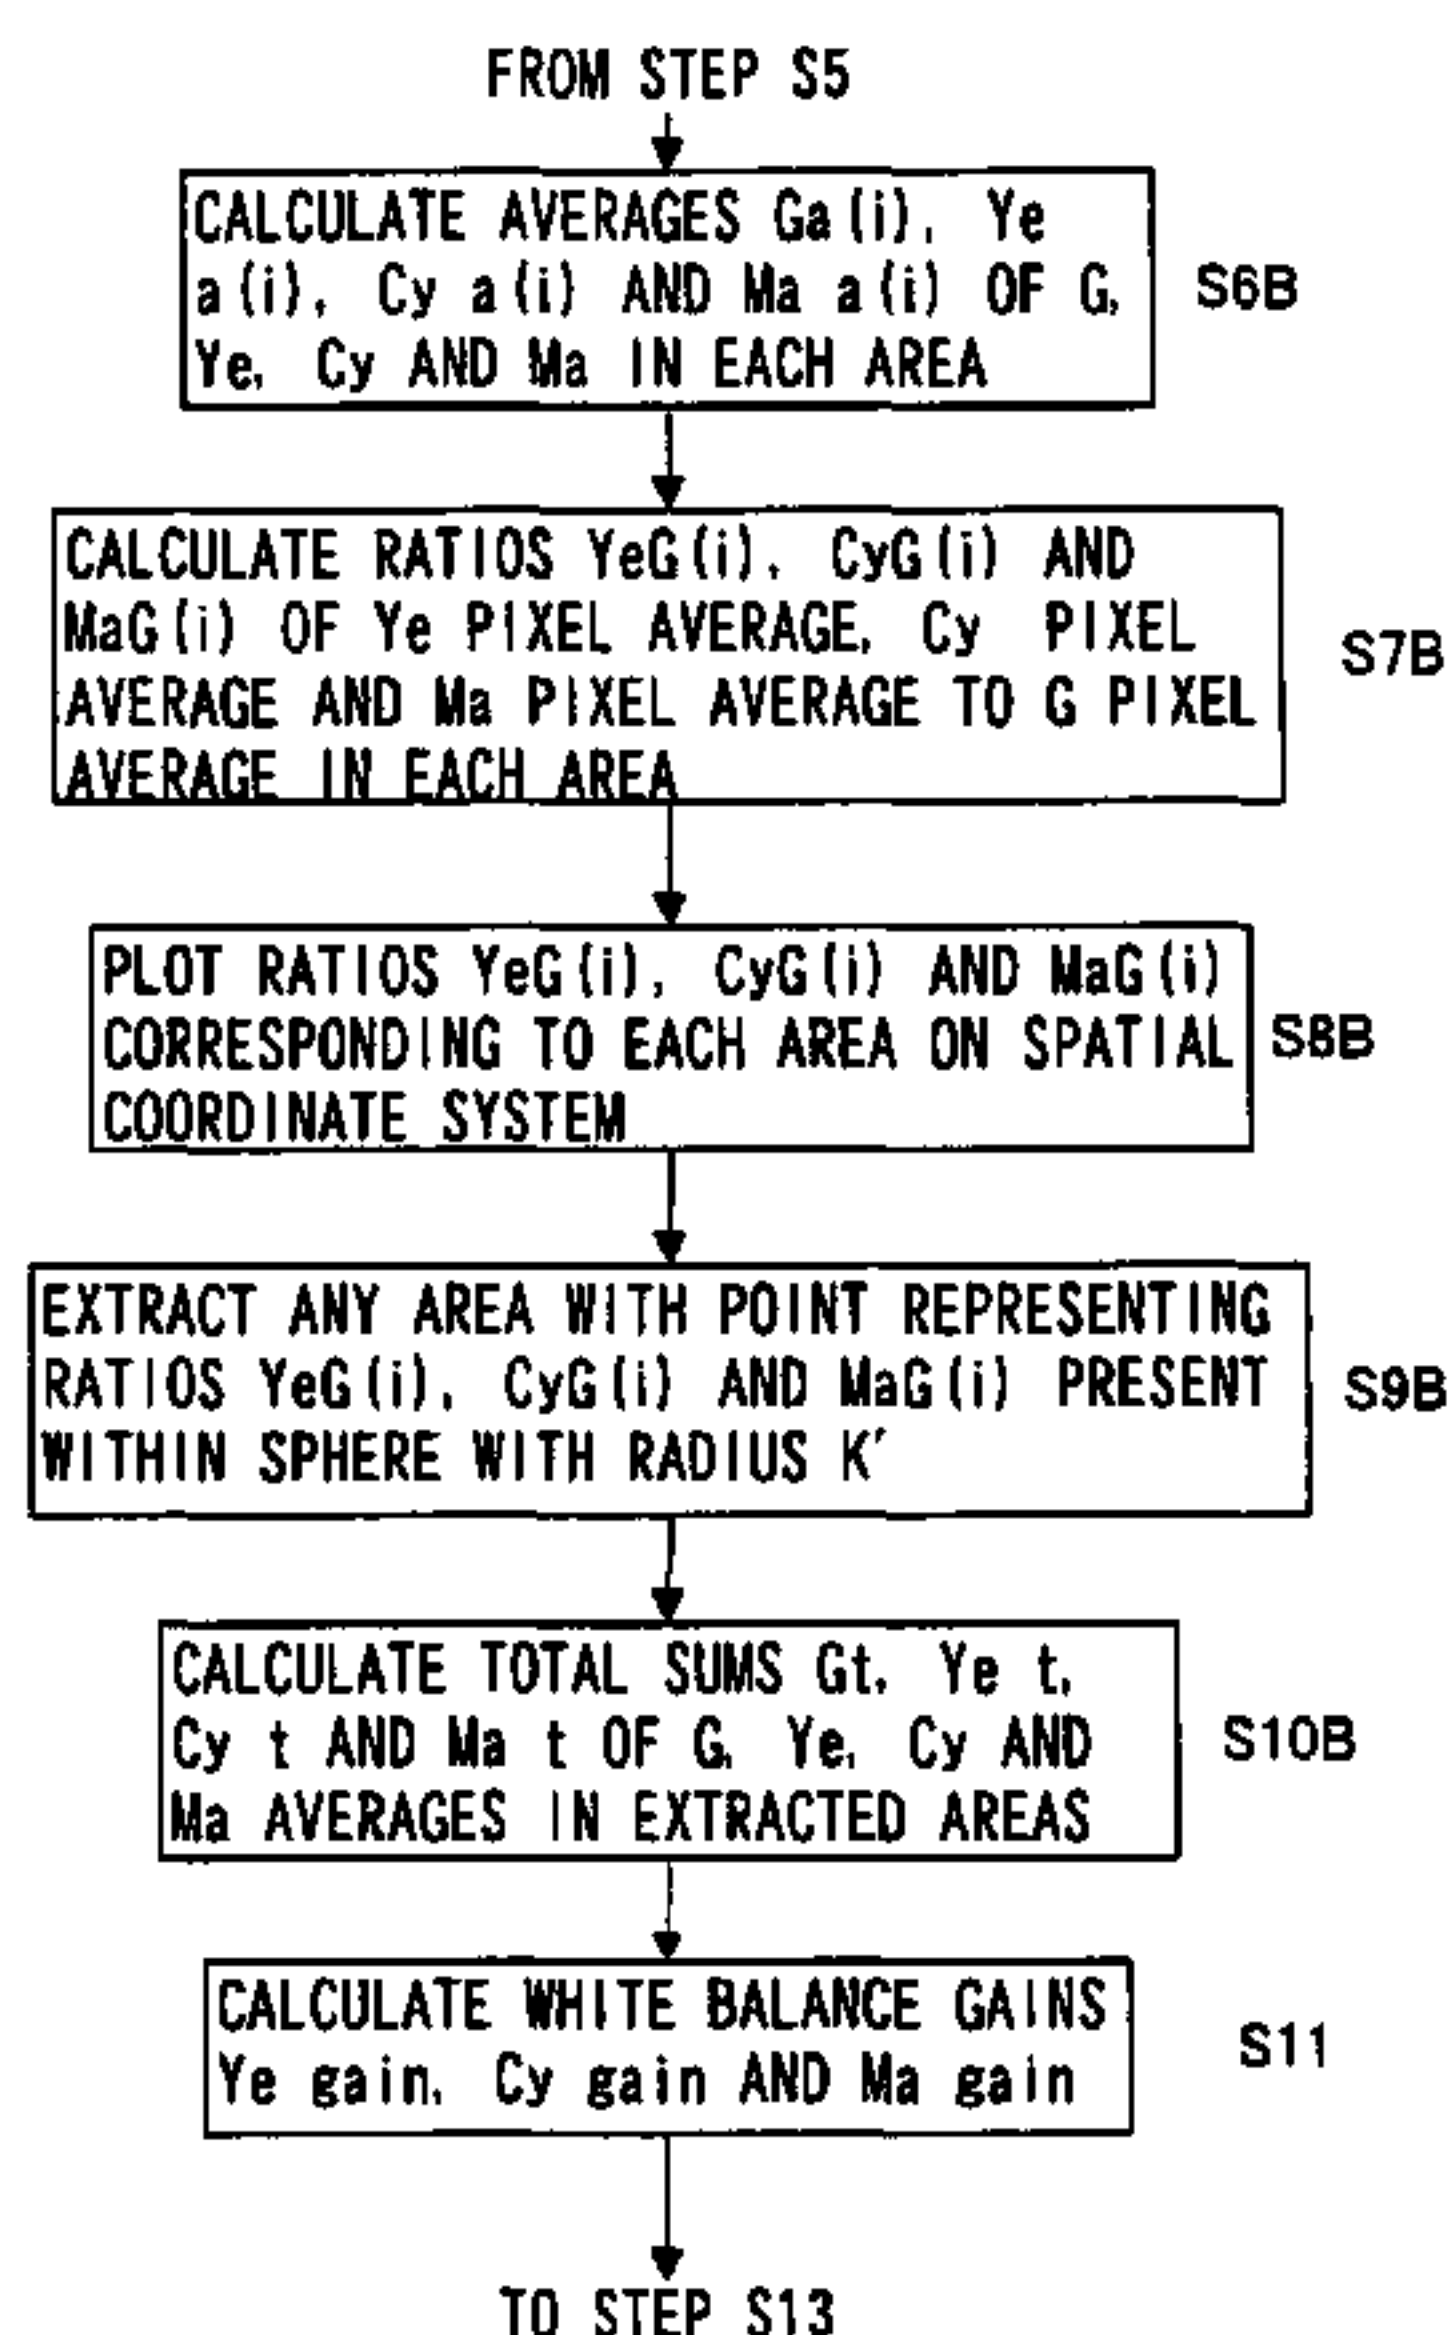 FROM STEP S5
CALCULATE AVERAGES Ga(i), Ye
a(i), Cy a(i) AND Ma a(i) OF G,
Ye, Cy AND Ma IN EACH AREA
S6B
CALCULATE RATIOS YeG(i), CyG(i) AND
MaG(i) OF Ye PIXEL AVERAGE, Cy PIXEL
AVERAGE AND Ma PIXEL AVERAGE TO G PIXEL
AVERAGE IN EACH AREA
S7B
PLOT RATIOS YeG(i), CyG(i) AND MaG(i)
CORRESPONDING TO EACH AREA ON SPATIAL
COORDINATE SYSTEM
S8B
EXTRACT ANY AREA WITH POINT REPRESENTING
RATIOS YeG(i), CyG(i) AND MaG(i) PRESENT
WITHIN SPHERE WITH RADIUS K′
S9B
CALCULATE TOTAL SUMS Gt, Ye t,
Cy t AND Ma t OF G, Ye, Cy AND
Ma AVERAGES IN EXTRACTED AREAS
S10B
CALCULATE WHITE BALANCE GAINS
Ye gain, Cy gain AND Ma gain
S11
TO STEP S13